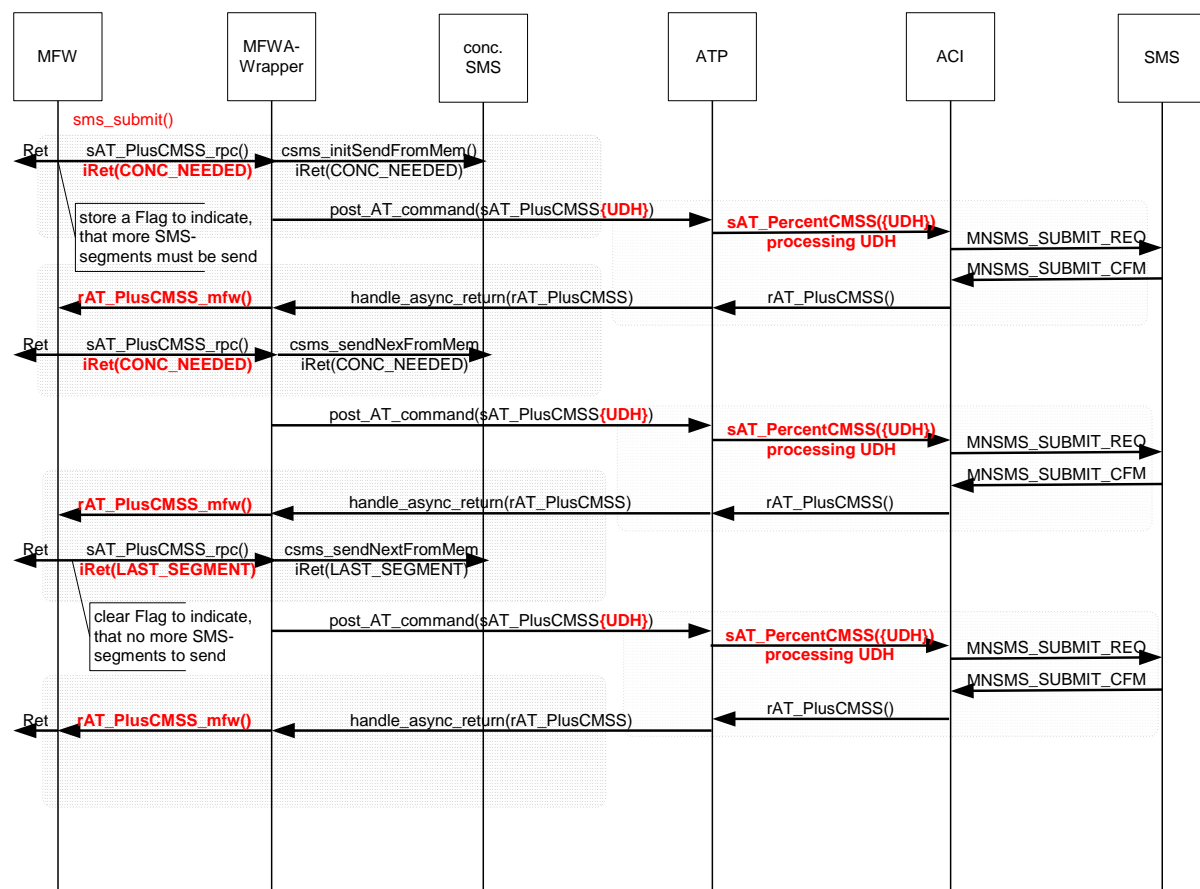 MFW
MFWA-
Wrapper
conc.
SMS
ATP
ACI
SMS
sms_submit()
Ret
sAT_PlusCMSS_rpc()
csms_initSendFromMem()
iRet(CONC_NEEDED)
iRet(CONC_NEEDED)
store a Flag to indicate,
that more SMS-
segments must be send
post_AT_command(sAT_PlusCMSS{UDH})
sAT_PercentCMSS({UDH})
processing UDH
MNSMS_SUBMIT_REQ
MNSMS_SUBMIT_CFM
rAT_PlusCMSS_mfw()
handle_async_return(rAT_PlusCMSS)
rAT_PlusCMSS()
Ret
sAT_PlusCMSS_rpc()
csms_sendNexFromMem
iRet(CONC_NEEDED)
iRet(CONC_NEEDED)
post_AT_command(sAT_PlusCMSS{UDH})
sAT_PercentCMSS({UDH})
processing UDH
MNSMS_SUBMIT_REQ
MNSMS_SUBMIT_CFM
rAT_PlusCMSS_mfw()
handle_async_return(rAT_PlusCMSS)
rAT_PlusCMSS()
Ret
sAT_PlusCMSS_rpc()
csms_sendNextFromMem
iRet(LAST_SEGMENT)
iRet(LAST_SEGMENT)
clear Flag to indicate,
that no more SMS-
segments to send
post_AT_command(sAT_PlusCMSS{UDH})
sAT_PercentCMSS({UDH})
processing UDH
MNSMS_SUBMIT_REQ
MNSMS_SUBMIT_CFM
rAT_PlusCMSS()
Ret
rAT_PlusCMSS_mfw()
handle_async_return(rAT_PlusCMSS)